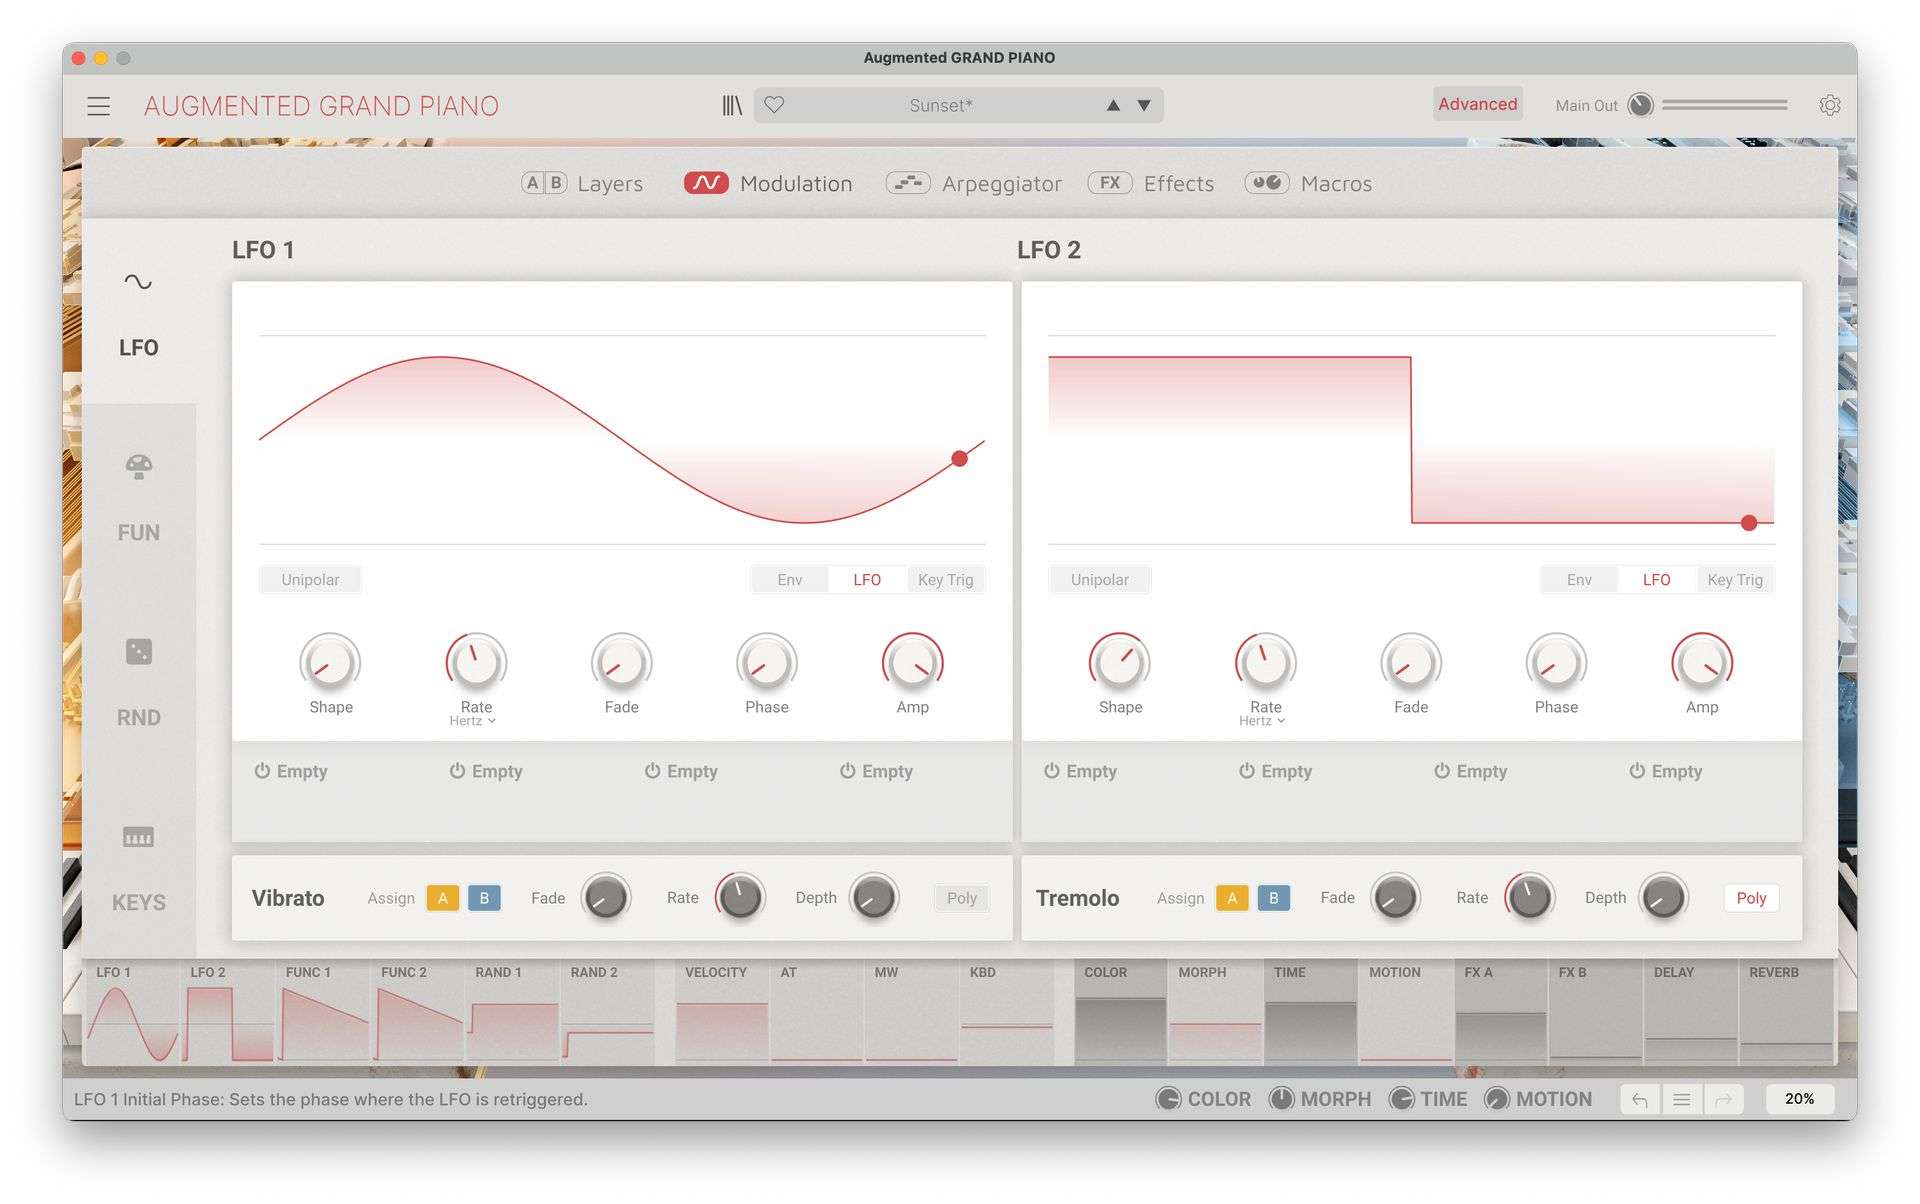 Augmented GRAND PIANO
AUGMENTED GRAND PIANO
Sunset*
Advanced
Main Out
A B Layers
Modulation
Arpeggiator
FX Effects
Macros
LFO
FUN
RND
KEYS
LFO 1
Unipolar
Env LFO Key Trig
Shape Rate Fade Phase Amp
Hertz
Empty Empty Empty Empty
LFO 2
Unipolar
Env LFO Key Trig
Shape Rate Fade Phase Amp
Hertz
Empty Empty Empty Empty
Vibrato Assign A B Fade Rate Depth Poly
Tremolo Assign A B Fade Rate Depth Poly
LFO 1 LFO 2 FUNC 1 FUNC 2 RAND 1 RAND 2 VELOCITY AT MW KBD COLOR MORPH TIME MOTION FX A FX B DELAY REVERB
LFO 1 Initial Phase: Sets the phase where the LFO is retriggered.
COLOR MORPH TIME MOTION
20%